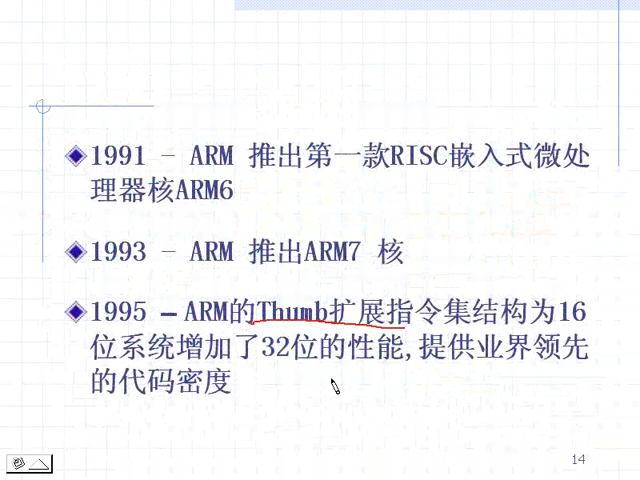 1991 - ARM 推出第一款RISC嵌入式微处
理器核ARM6
1993 - ARM 推出ARM7 核
1995 – ARM的Thumb扩展指令集结构为16
位系统增加了32位的性能,提供业界领先
的代码密度
14